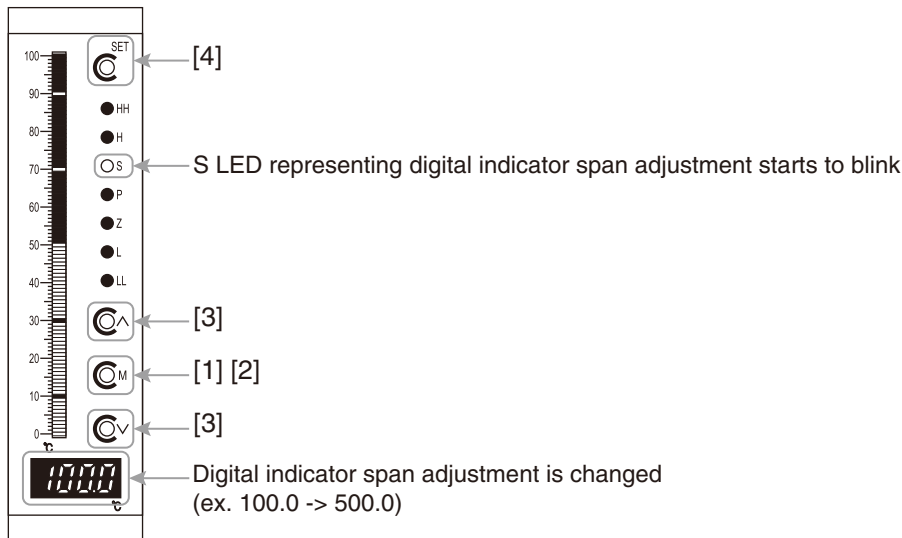 SET
[4]
100
90
HH
80
H
70
S
S LED representing digital indicator span adjustment starts to blink
P
60
Z
50
L
40
LL
30
[3]
20
M
[1] [2]
10
[3]
0
℃
100.0
℃
Digital indicator span adjustment is changed
(ex. 100.0 -> 500.0)